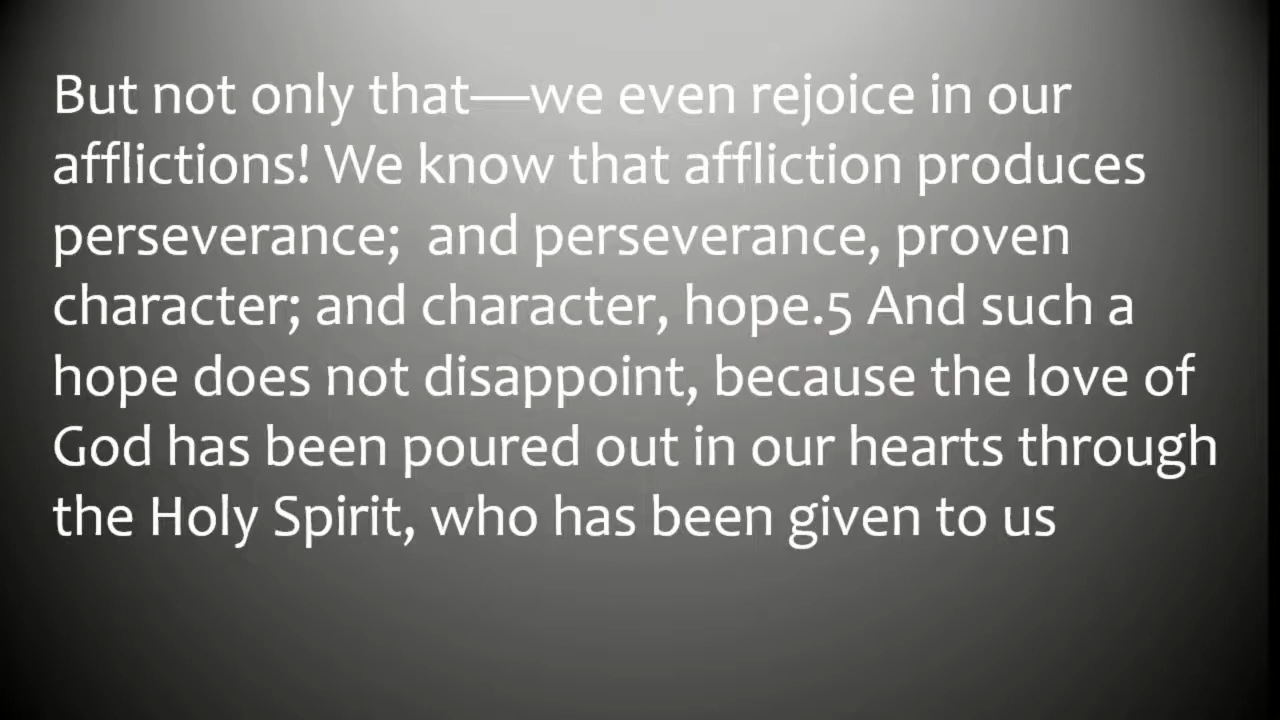 But not only that—we even rejoice in our
afflictions! We know that affliction produces
perseverance;  and perseverance, proven
character; and character, hope.5 And such a
hope does not disappoint, because the love of
God has been poured out in our hearts through
the Holy Spirit, who has been given to us